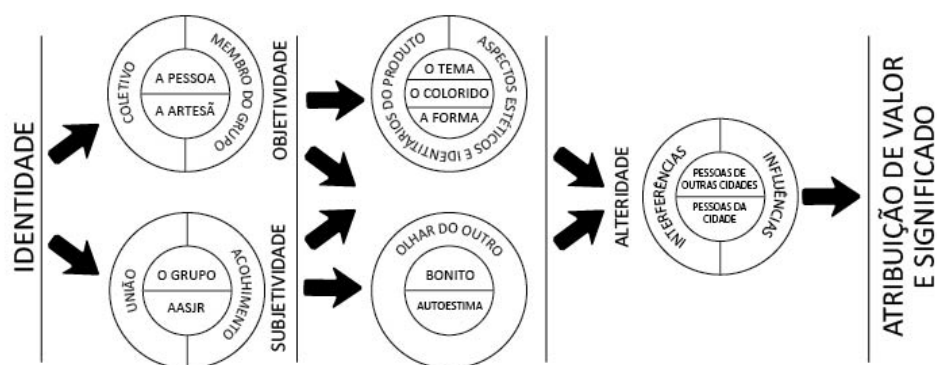 IDENTIDADE
COLETIVO
MEMBRO DO GRUPO
A PESSOA
A ARTESÃ
UNIÃO
ACOLHIMENTO
O GRUPO
AASJR
OBJETIVIDADE
SUBJETIVIDADE
ASPECTOS ESTÉTICOS E IDENTITÁRIOS DO PRODUTO
O TEMA
O COLORIDO
A FORMA
OLHAR DO OUTRO
BONITO
AUTOESTIMA
ALTERIDADE
INTERFERÊNCIAS
INFLUÊNCIAS
PESSOAS DE
OUTRAS CIDADES
PESSOAS DA
CIDADE
ATRIBUIÇÃO DE VALOR
E SIGNIFICADO